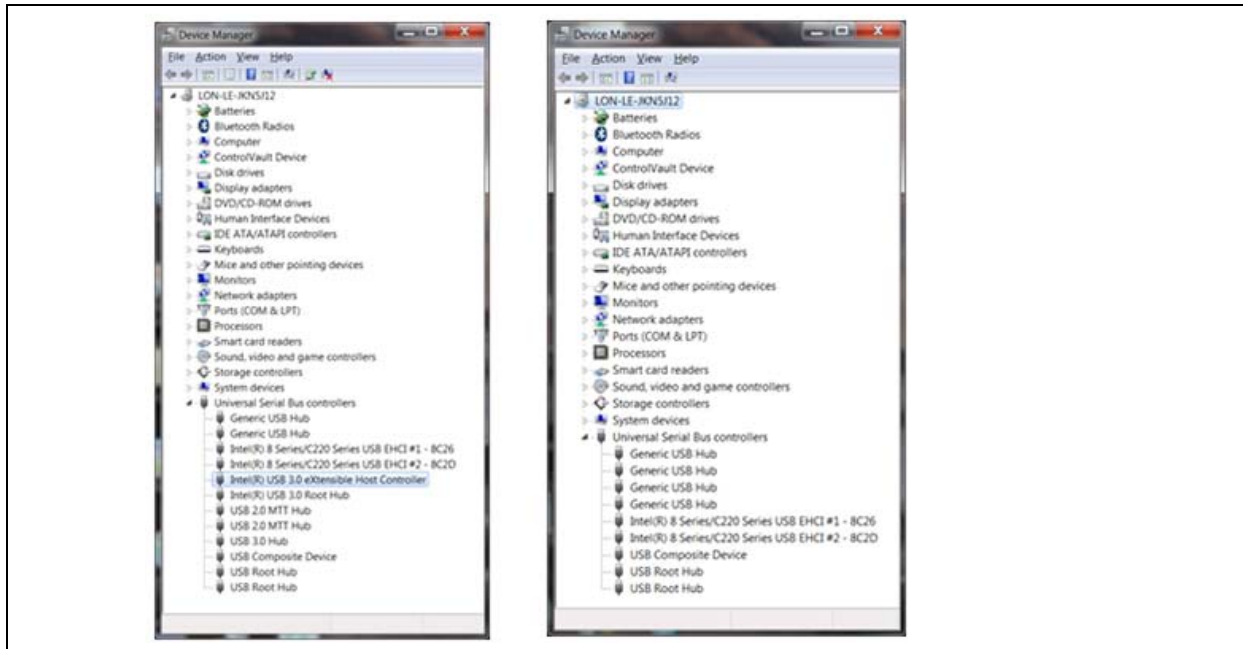 Device Manager
File Action View Help
LON-LE-JKN5J12
Batteries
Bluetooth Radios
Computer
ControlVault Device
Disk drives
Display adapters
DVD/CD-ROM drives
Human Interface Devices
IDE ATA/ATAPI controllers
Keyboards
Mice and other pointing devices
Monitors
Network adapters
Ports (COM & LPT)
Processors
Smart card readers
Sound, video and game controllers
Storage controllers
System devices
Universal Serial Bus controllers
Generic USB Hub
Generic USB Hub
Intel(R) 8 Series/C220 Series USB EHCI #1 - 8C26
Intel(R) 8 Series/C220 Series USB EHCI #2 - 8C2D
Intel(R) USB 3.0 eXtensible Host Controller
Intel(R) USB 3.0 Root Hub
USB 2.0 MTT Hub
USB 2.0 MTT Hub
USB 3.0 Hub
USB Composite Device
USB Root Hub
USB Root Hub
Device Manager
File Action View Help
LON-LE-JKN5J12
Batteries
Bluetooth Radios
Computer
ControlVault Device
Disk drives
Display adapters
DVD/CD-ROM drives
Human Interface Devices
IDE ATA/ATAPI controllers
Keyboards
Mice and other pointing devices
Monitors
Network adapters
Ports (COM & LPT)
Processors
Smart card readers
Sound, video and game controllers
Storage controllers
System devices
Universal Serial Bus controllers
Generic USB Hub
Generic USB Hub
Generic USB Hub
Generic USB Hub
Intel(R) 8 Series/C220 Series USB EHCI #1 - 8C26
Intel(R) 8 Series/C220 Series USB EHCI #2 - 8C2D
USB Composite Device
USB Root Hub
USB Root Hub